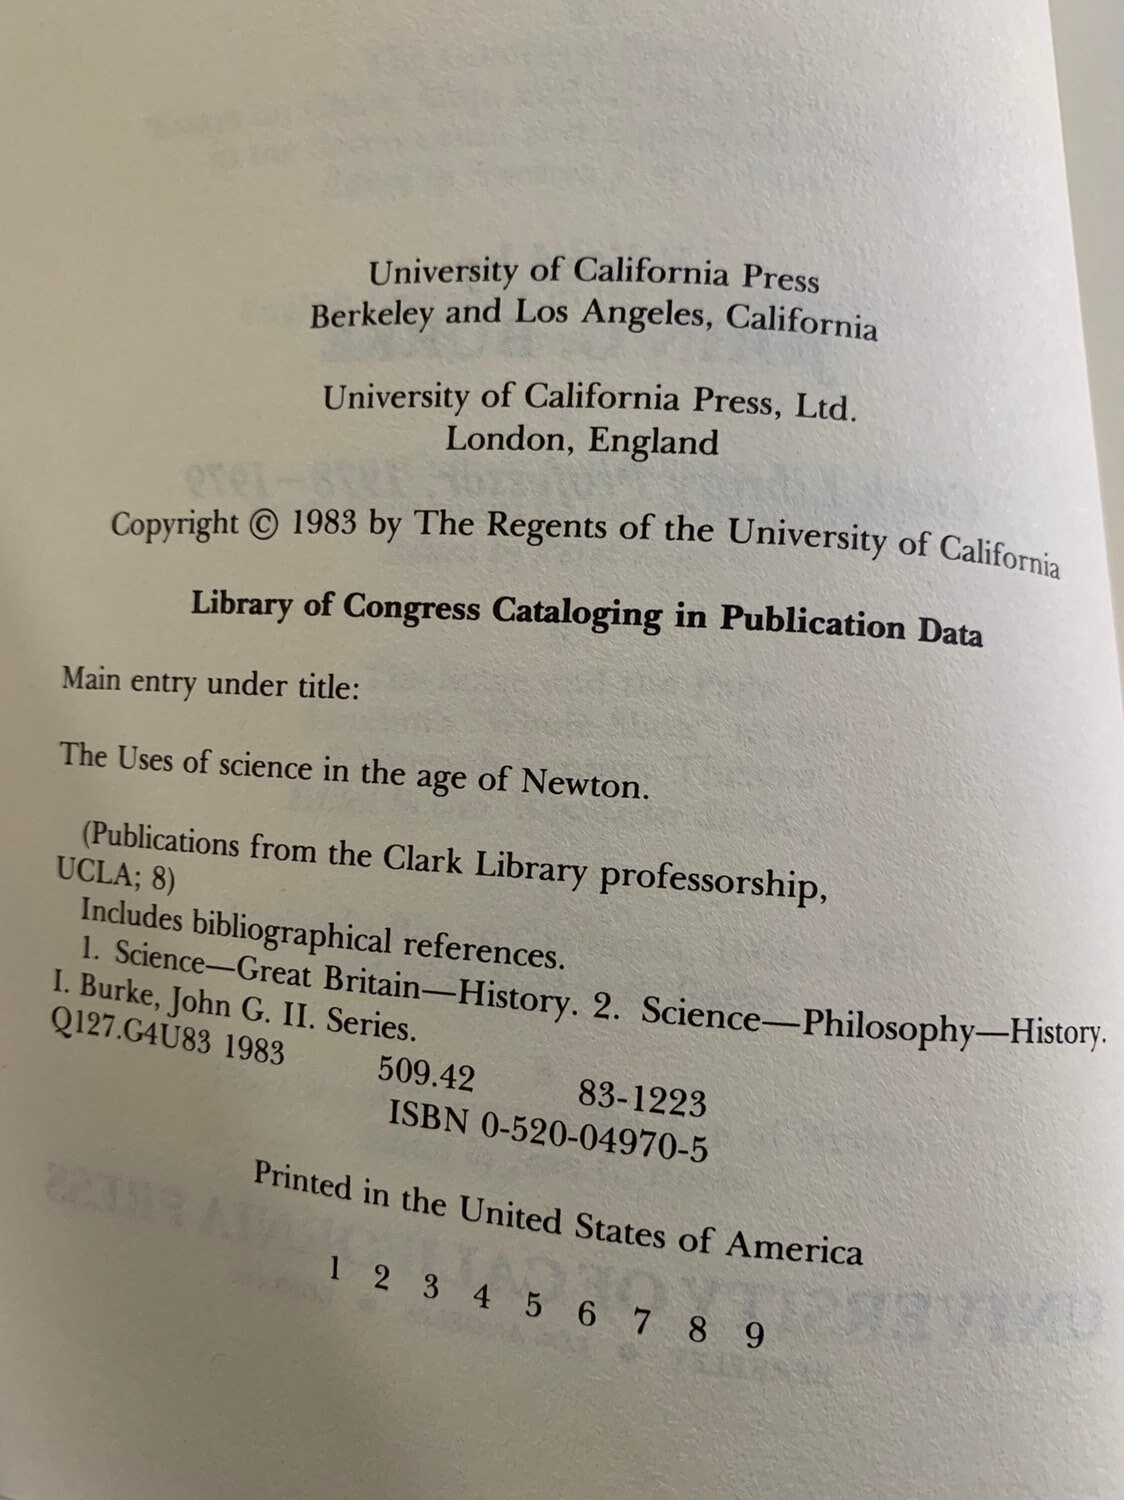 University of California Press
Berkeley and Los Angeles, California
University of California Press, Ltd.
London, England
Copyright © 1983 by The Regents of the University of California
Library of Congress Cataloging in Publication Data
Main entry under title:
The Uses of science in the age of Newton.
(Publications from the Clark Library professorship,
UCLA; 8)
Includes bibliographical references.
1. Science—Great Britain—History. 2. Science—Philosophy—History.
I. Burke, John G. II. Series.
Q127.G4U83 1983 509.42 83-1223
ISBN 0-520-04970-5
Printed in the United States of America
1 2 3 4 5 6 7 8 9